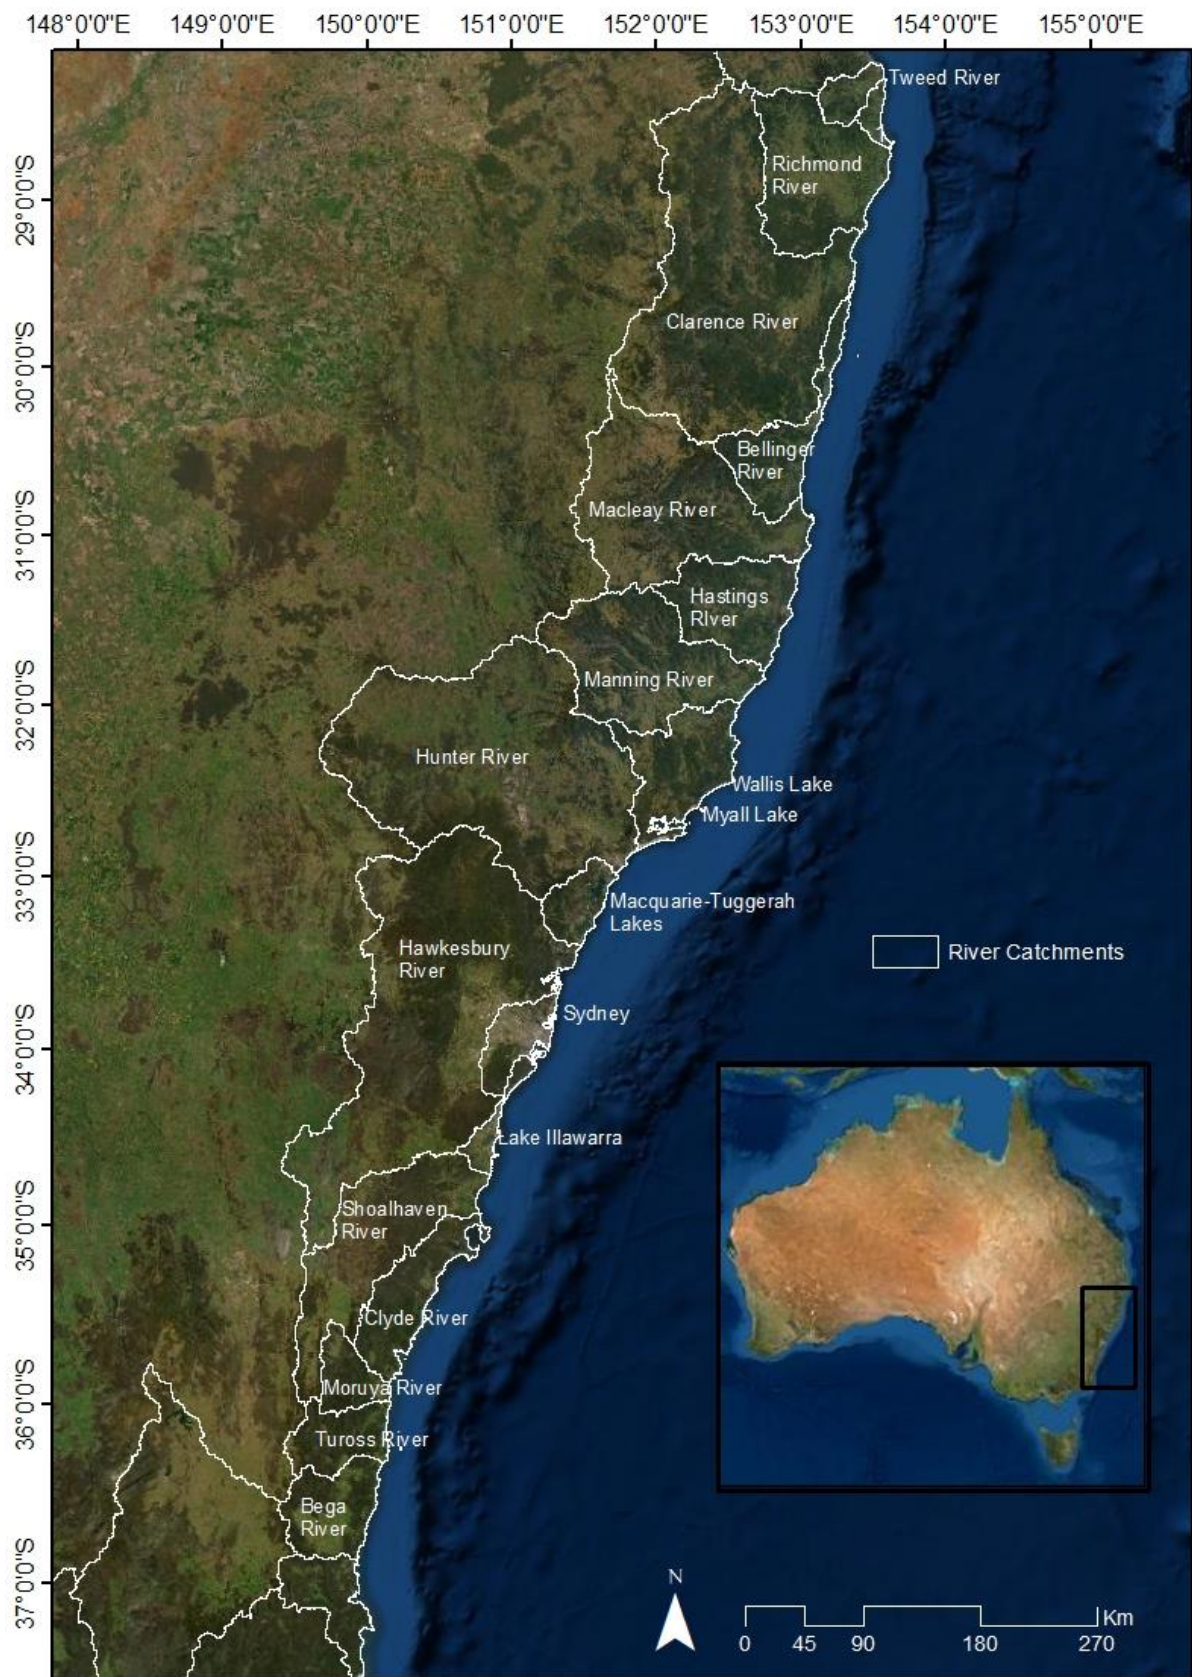 148°0'0"E 149°0'0"E 150°0'0"E 151°0'0"E 152°0'0"E 153°0'0"E 154°0'0"E 155°0'0"E
Tweed River
Richmond
River
29°0'0"S
Clarence River
30°0'0"S
Bellinger
River
Macleay River
31°0'0"S
Hastings
RIver
Manning River
32°0'0"S
Hunter River
Wallis Lake
Myall Lake
33°0'0"S
Macquarie-Tuggerah
Lakes
Hawkesbury
River
River Catchments
Sydney
34°0'0"S
Lake Illawarra
Shoalhaven
River
35°0'0"S
Clyde River
Moruya River
36°0'0"S
Tuross River
Bega
River
37°0'0"S
N
Km
0 45 90 180 270